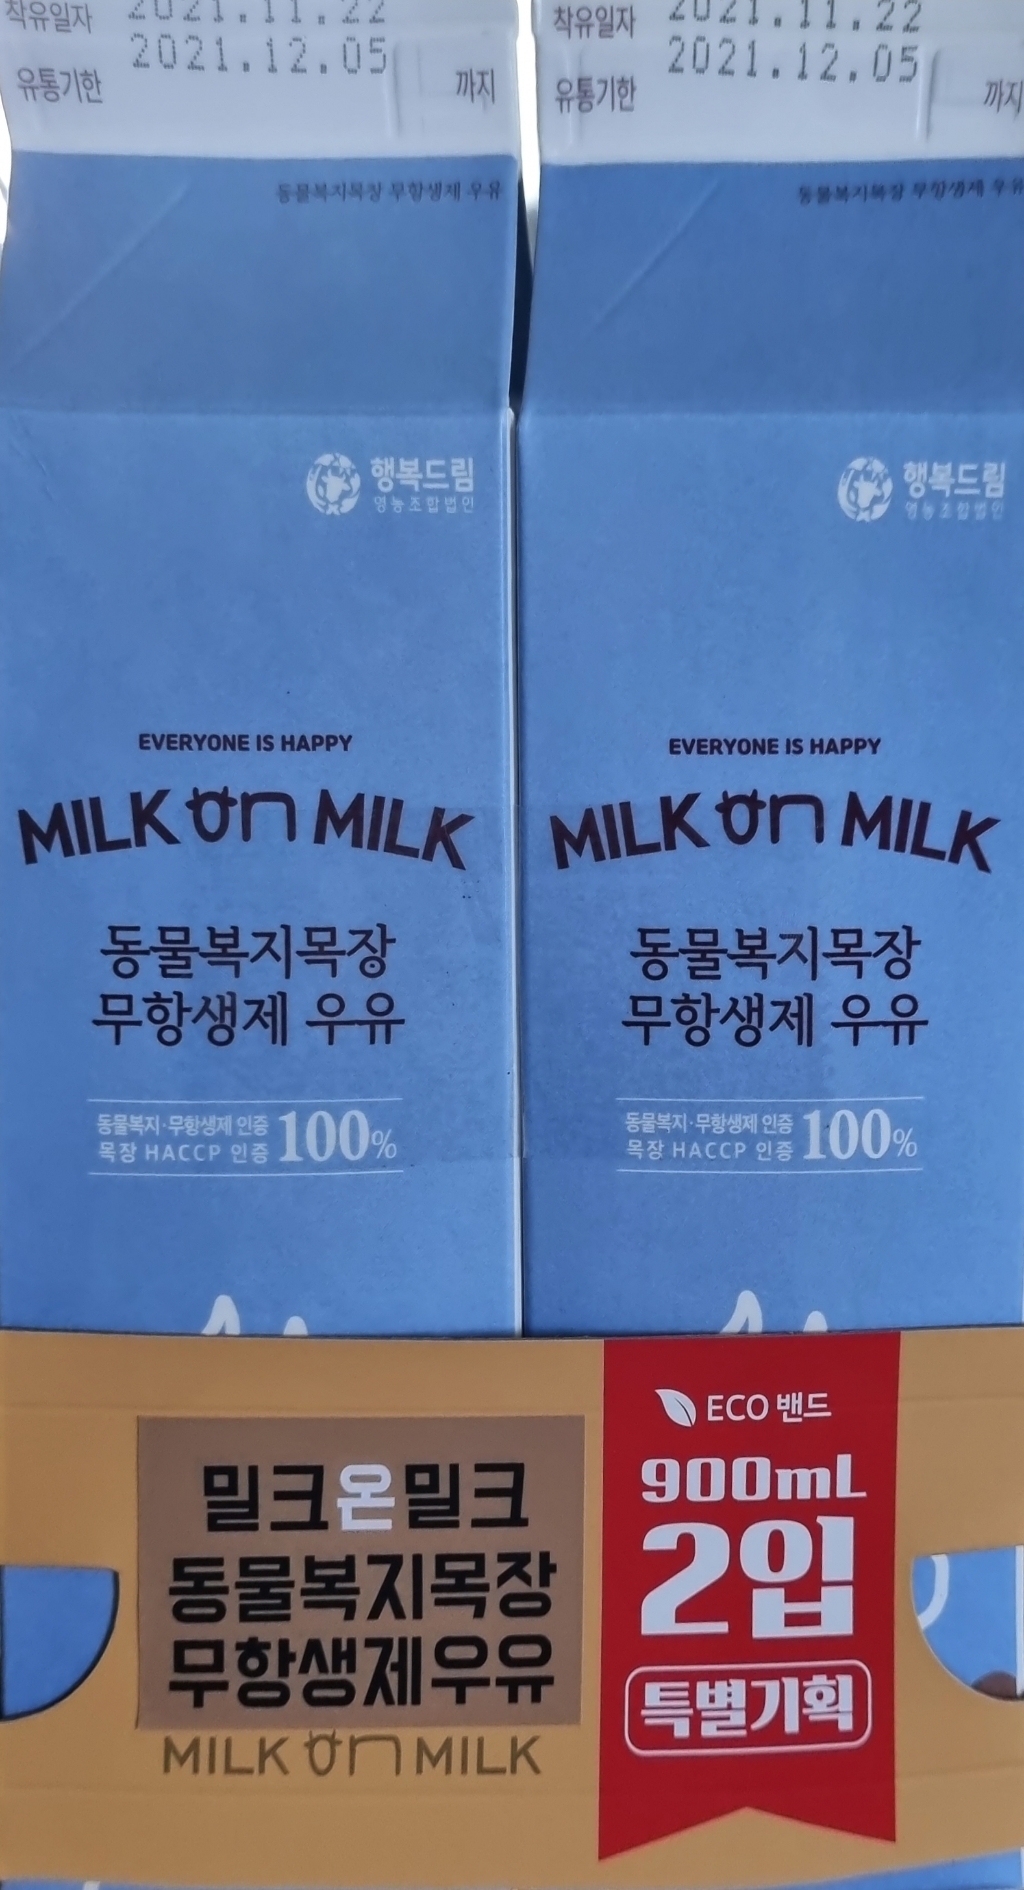 착유일자 2021.11.22
유통기한 2021.12.05 까지
동물복지목장 무항생제 우유
행복드림
영농조합법인
EVERYONE IS HAPPY
MILK on MILK
동물복지목장
무항생제 우유
동물복지·무항생제 인증
목장 HACCP 인증 100%
착유일자 2021.11.22
유통기한 2021.12.05 까지
동물복지목장 무항생제 우유
행복드림
영농조합법인
EVERYONE IS HAPPY
MILK on MILK
동물복지목장
무항생제 우유
동물복지·무항생제 인증
목장 HACCP 인증 100%
밀크온밀크
동물복지목장
무항생제우유
MILK on MILK
ECO 밴드
900mL
2입
특별기획